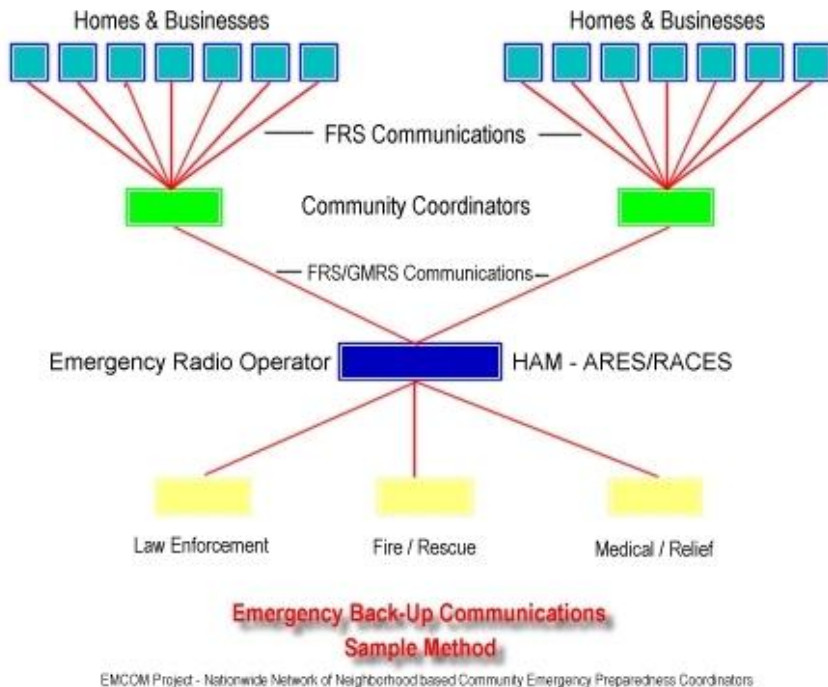 Homes & Businesses
Homes & Businesses
FRS Communications
Community Coordinators
FRS/GMRS Communications
Emergency Radio Operator
HAM - ARES/RACES
Law Enforcement
Fire / Rescue
Medical / Relief
Emergency Back-Up Communications
Sample Method
EMCOM Project - Nationwide Network of Neighborhood based Community Emergency Preparedness Coordinators